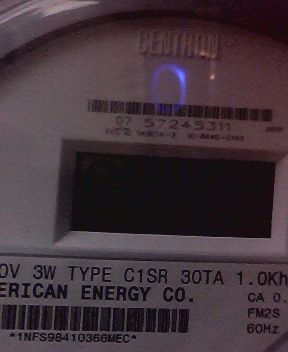 CENTRON
07 57245311
0V 3W TYPE C1SR 30TA 1.0Kh
ERICAN ENERGY CO.
CA 0.
FM2S
60Hz
*1NFS98410366MEC*